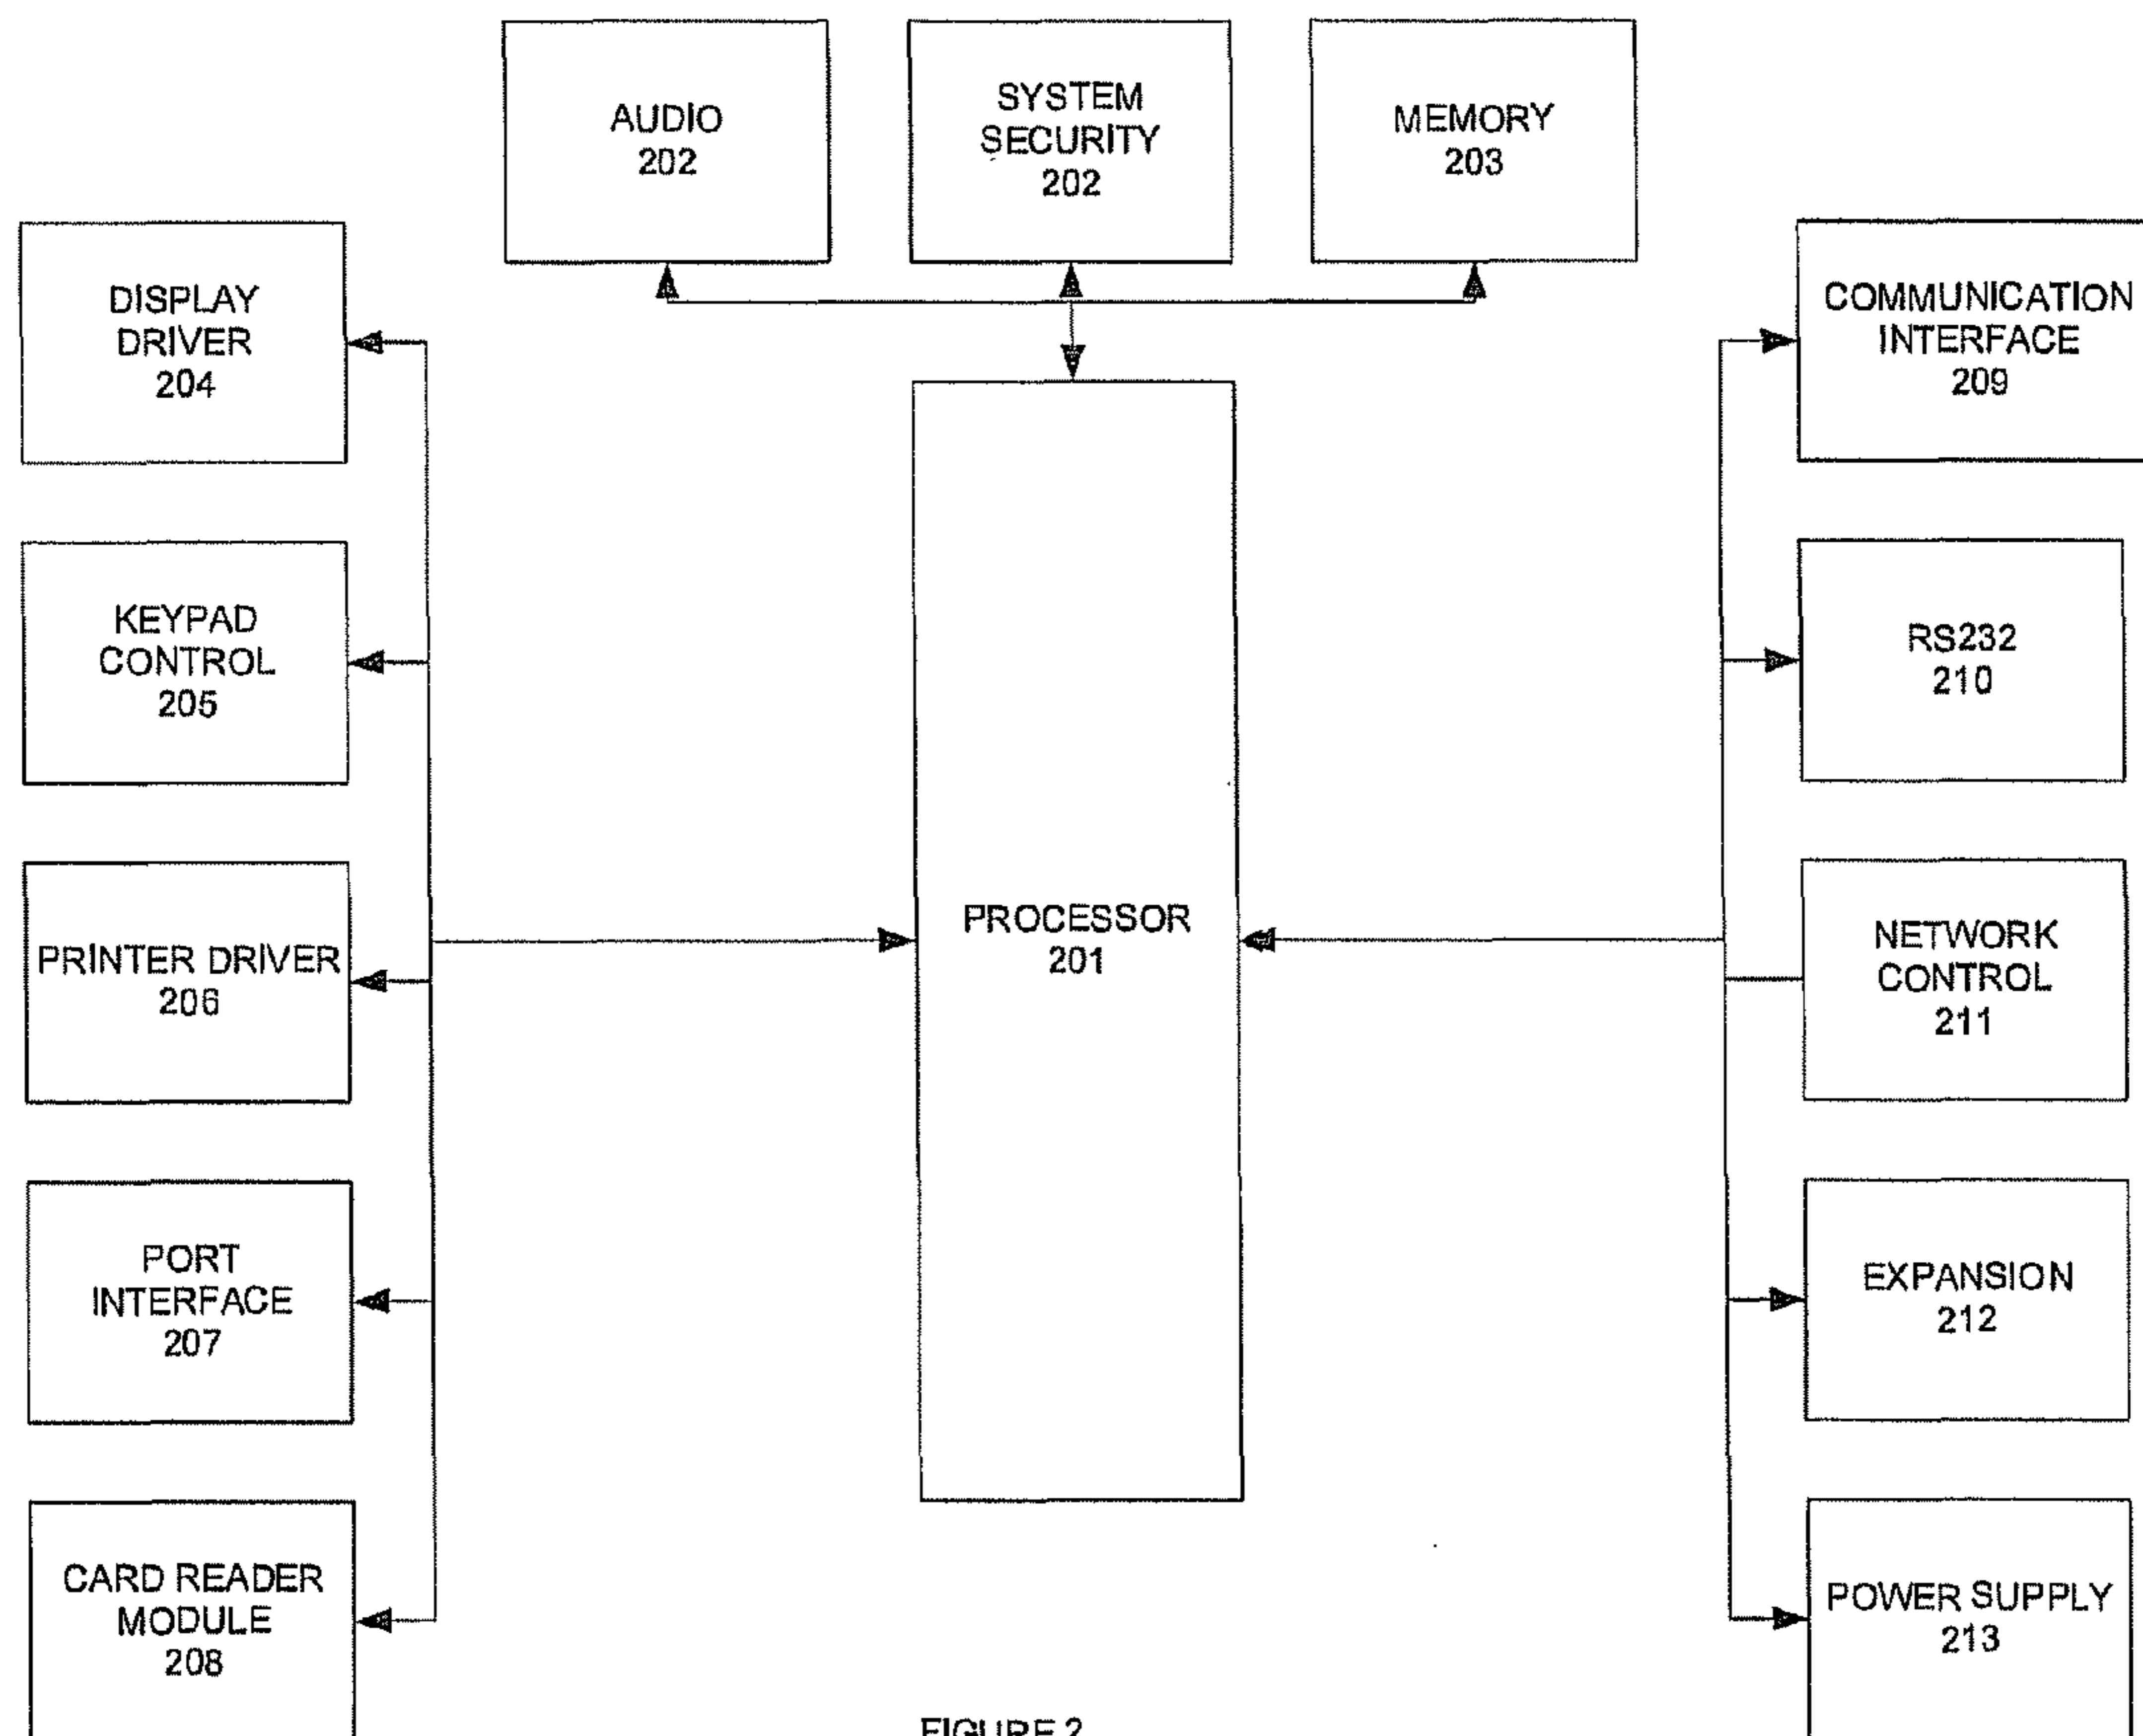 AUDIO
202
SYSTEM
SECURITY
202
MEMORY
203
DISPLAY
DRIVER
204
COMMUNICATION
INTERFACE
209
KEYPAD
CONTROL
205
RS232
210
PRINTER DRIVER
206
PROCESSOR
201
NETWORK
CONTROL
211
PORT
INTERFACE
207
EXPANSION
212
CARD READER
MODULE
208
POWER SUPPLY
213
FIGURE 2